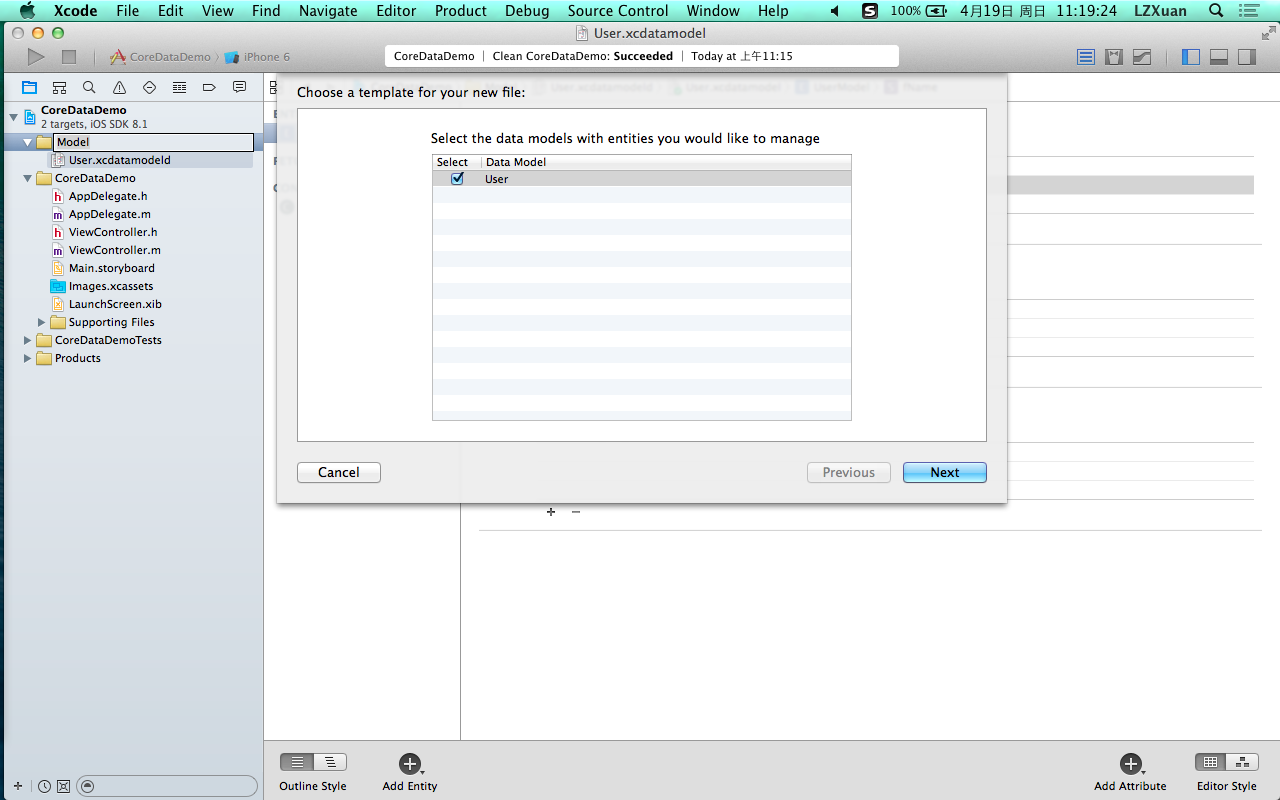 Xcode File Edit View Find Navigate Editor Product Debug Source Control Window Help S 100% 4月19日 周日 11:19:24 LZXuan
User.xcdatamodel
CoreDataDemo iPhone 6 CoreDataDemo | Clean CoreDataDemo: Succeeded | Today at 上午11:15
CoreDataDemo
2 targets, iOS SDK 8.1
Model
User.xcdatamodeld
CoreDataDemo
h AppDelegate.h
m AppDelegate.m
h ViewController.h
m ViewController.m
Main.storyboard
Images.xcassets
LaunchScreen.xib
Supporting Files
CoreDataDemoTests
Products
Choose a template for your new file:
Select the data models with entities you would like to manage
Select Data Model
User
Cancel Previous Next
+ −
Outline Style Add Entity Add Attribute Editor Style